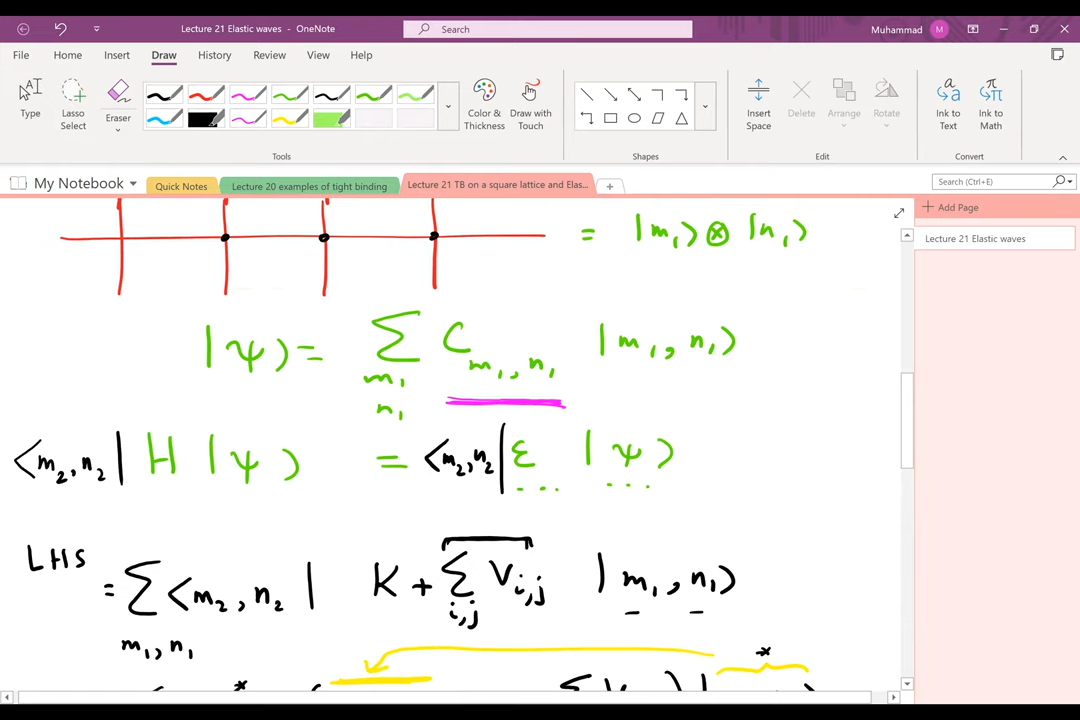 Lecture 21 Elastic waves - OneNote
Search
Muhammad M
File Home Insert Draw History Review View Help
Type
Lasso Select
Eraser
Color & Thickness
Draw with Touch
Insert Space
Delete
Arrange
Rotate
Ink to Text
Ink to Math
Tools
Shapes
Edit
Convert
My Notebook
Quick Notes
Lecture 20 examples of tight binding
Lecture 21 TB on a square lattice and Elas...
Search (Ctrl+E)
Add Page
Lecture 21 Elastic waves
= |m₁⟩ ⊗ |n₁⟩
|ψ⟩ = Σ_{m₁ n₁} C_{m₁, n₁} |m₁, n₁⟩
⟨m₂, n₂| H |ψ⟩ = ⟨m₂, n₂| ε |ψ⟩
LHS
= Σ_{m₁, n₁} ⟨m₂, n₂| K + Σ_{i,j} V_{i,j} |m₁, n₁⟩